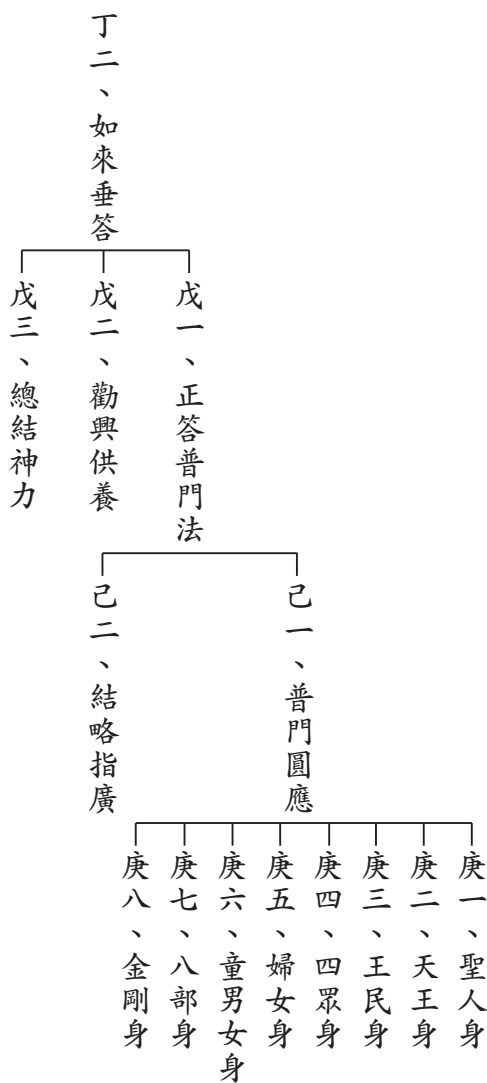 丁二、如來垂答
戊一、正答普門法
戊二、勸興供養
戊三、總結神力
己一、普門圓應
己二、結略指廣
庚一、聖人身
庚二、天王身
庚三、王民身
庚四、四眾身
庚五、婦女身
庚六、童男女身
庚七、八部身
庚八、金剛身